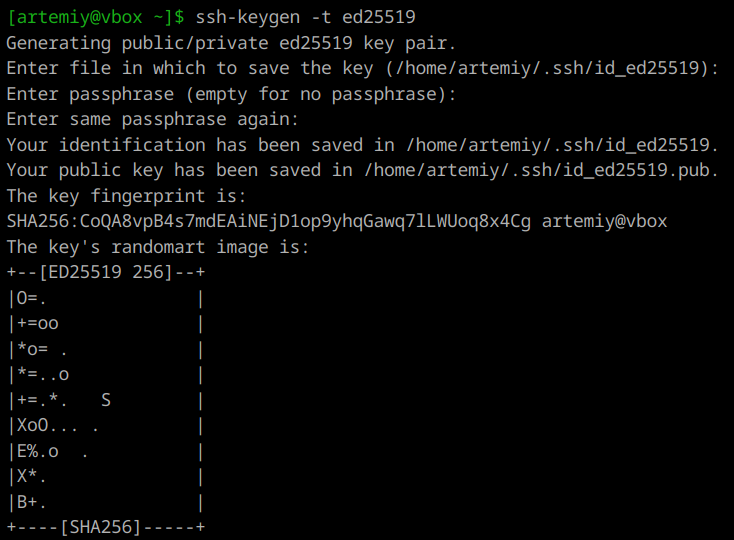 [artemiy@vbox ~]$ ssh-keygen -t ed25519
Generating public/private ed25519 key pair.
Enter file in which to save the key (/home/artemiy/.ssh/id_ed25519):
Enter passphrase (empty for no passphrase):
Enter same passphrase again:
Your identification has been saved in /home/artemiy/.ssh/id_ed25519.
Your public key has been saved in /home/artemiy/.ssh/id_ed25519.pub.
The key fingerprint is:
SHA256:CoQA8vpB4s7mdEAiNEjD1op9yhqGawq7lLWUoq8x4Cg artemiy@vbox
The key's randomart image is:
+--[ED25519 256]--+
|O=.              |
|+=oo             |
|*o= .            |
|*=..o            |
|+=.*.   S        |
|XoO... .         |
|E%.o  .          |
|X*.              |
|B+.              |
+----[SHA256]-----+